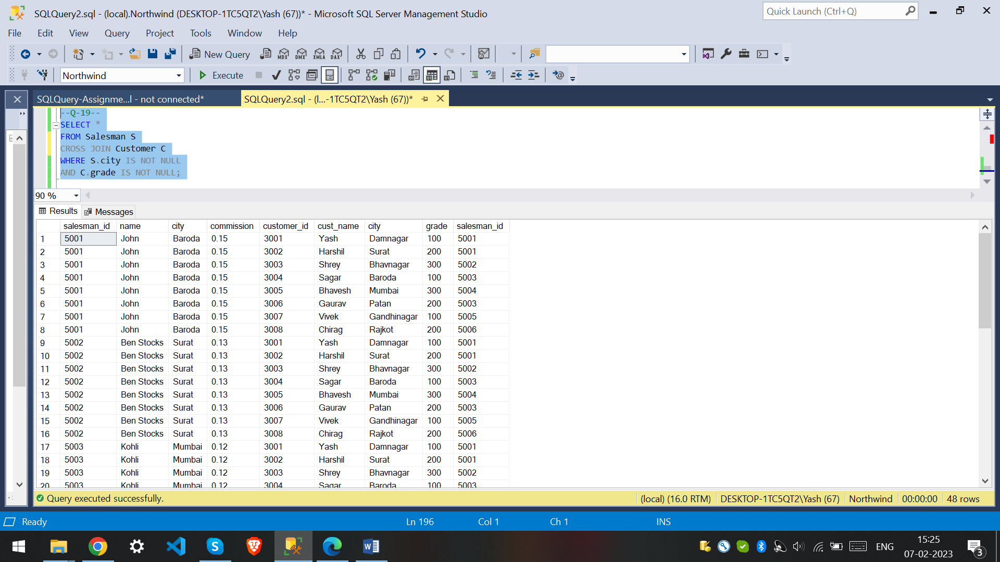 SQLQuery2.sql - (local).Northwind (DESKTOP-1TC5QT2\Yash (67))* - Microsoft SQL Server Management Studio
Quick Launch (Ctrl+Q)
File Edit View Query Project Tools Window Help
New Query MDX DMX XMLA DAX
Northwind Execute
SQLQuery-Assignme...l - not connected* SQLQuery2.sql - (l...-1TC5QT2\Yash (67))*
--Q-19--
SELECT *
FROM Salesman S
CROSS JOIN Customer C
WHERE S.city IS NOT NULL
AND C.grade IS NOT NULL;
90 %
Results Messages
salesman_id name city commission customer_id cust_name city grade salesman_id
1 5001 John Baroda 0.15 3001 Yash Damnagar 100 5001
2 5001 John Baroda 0.15 3002 Harshil Surat 200 5001
3 5001 John Baroda 0.15 3003 Shrey Bhavnagar 300 5002
4 5001 John Baroda 0.15 3004 Sagar Baroda 100 5003
5 5001 John Baroda 0.15 3005 Bhavesh Mumbai 300 5004
6 5001 John Baroda 0.15 3006 Gaurav Patan 200 5003
7 5001 John Baroda 0.15 3007 Vivek Gandhinagar 100 5005
8 5001 John Baroda 0.15 3008 Chirag Rajkot 200 5006
9 5002 Ben Stocks Surat 0.13 3001 Yash Damnagar 100 5001
10 5002 Ben Stocks Surat 0.13 3002 Harshil Surat 200 5001
11 5002 Ben Stocks Surat 0.13 3003 Shrey Bhavnagar 300 5002
12 5002 Ben Stocks Surat 0.13 3004 Sagar Baroda 100 5003
13 5002 Ben Stocks Surat 0.13 3005 Bhavesh Mumbai 300 5004
14 5002 Ben Stocks Surat 0.13 3006 Gaurav Patan 200 5003
15 5002 Ben Stocks Surat 0.13 3007 Vivek Gandhinagar 100 5005
16 5002 Ben Stocks Surat 0.13 3008 Chirag Rajkot 200 5006
17 5003 Kohli Mumbai 0.12 3001 Yash Damnagar 100 5001
18 5003 Kohli Mumbai 0.12 3002 Harshil Surat 200 5001
19 5003 Kohli Mumbai 0.12 3003 Shrey Bhavnagar 300 5002
20 5003 Kohli Mumbai 0.12 3004 Sagar Baroda 100 5003
Query executed successfully. (local) (16.0 RTM) DESKTOP-1TC5QT2\Yash (67) Northwind 00:00:00 48 rows
Ready Ln 196 Col 1 Ch 1 INS
ENG 15:25
07-02-2023 3